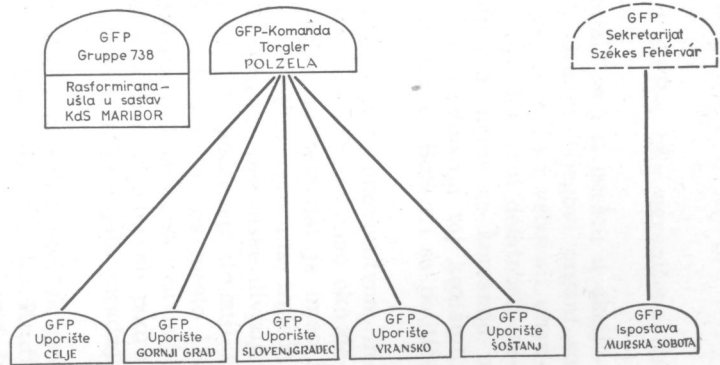 GFP
Gruppe 738
Rasformirana—
ušla u sastav
KdS MARIBOR
GFP-Komanda
Torgler
POLZELA
GFP
Sekretarijat
Székes Fehérvár
GFP
Uporište
CELJE
GFP
Uporište
GORNJI GRAD
GFP
Uporište
SLOVENJGRADEC
GFP
Uporište
VRANSKO
GFP
Uporište
ŠOŠTANJ
GFP
Ispostava
MURSKA SOBOTA